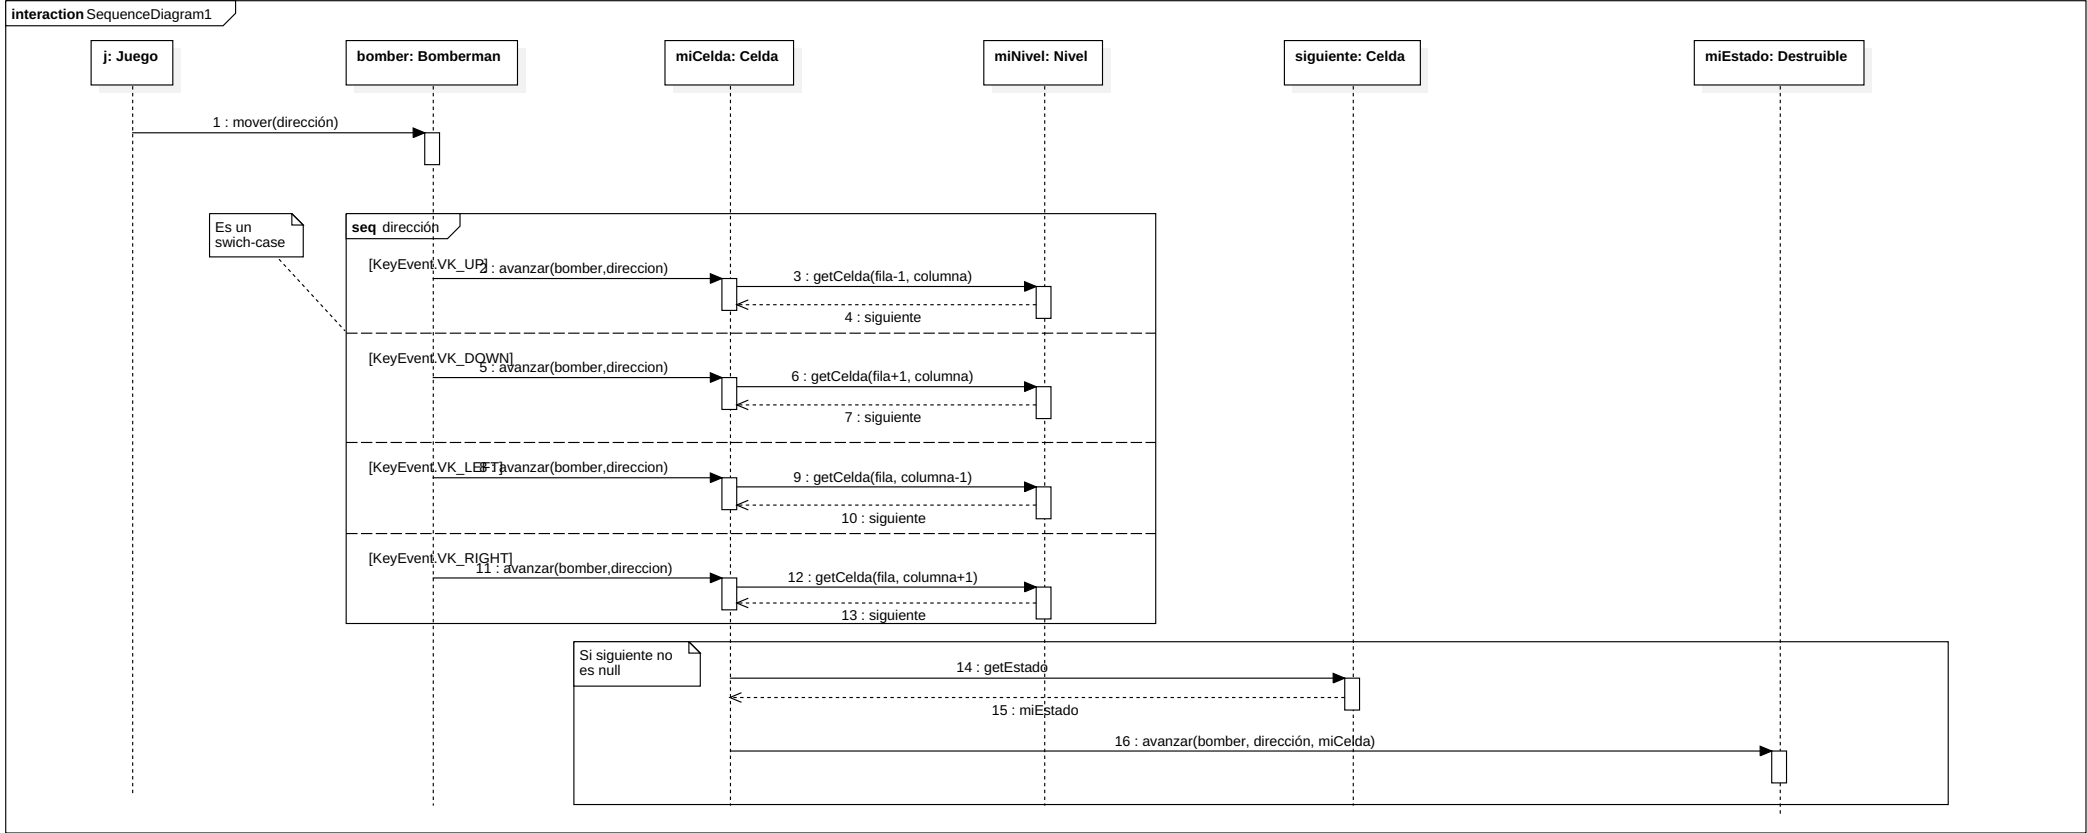 interaction SequenceDiagram1
j: Juego
bomber: Bomberman
miCelda: Celda
miNivel: Nivel
siguiente: Celda
miEstado: Destruible
1 : mover(dirección)
Es un
swich-case
seq dirección
[KeyEvent.VK_UP]
2 : avanzar(bomber,direccion)
3 : getCelda(fila-1, columna)
4 : siguiente
[KeyEvent.VK_DOWN]
5 : avanzar(bomber,direccion)
6 : getCelda(fila+1, columna)
7 : siguiente
[KeyEvent.VK_LEFT]
8 : avanzar(bomber,direccion)
9 : getCelda(fila, columna-1)
10 : siguiente
[KeyEvent.VK_RIGHT]
11 : avanzar(bomber,direccion)
12 : getCelda(fila, columna+1)
13 : siguiente
Si siguiente no
es null
14 : getEstado
15 : miEstado
16 : avanzar(bomber, dirección, miCelda)